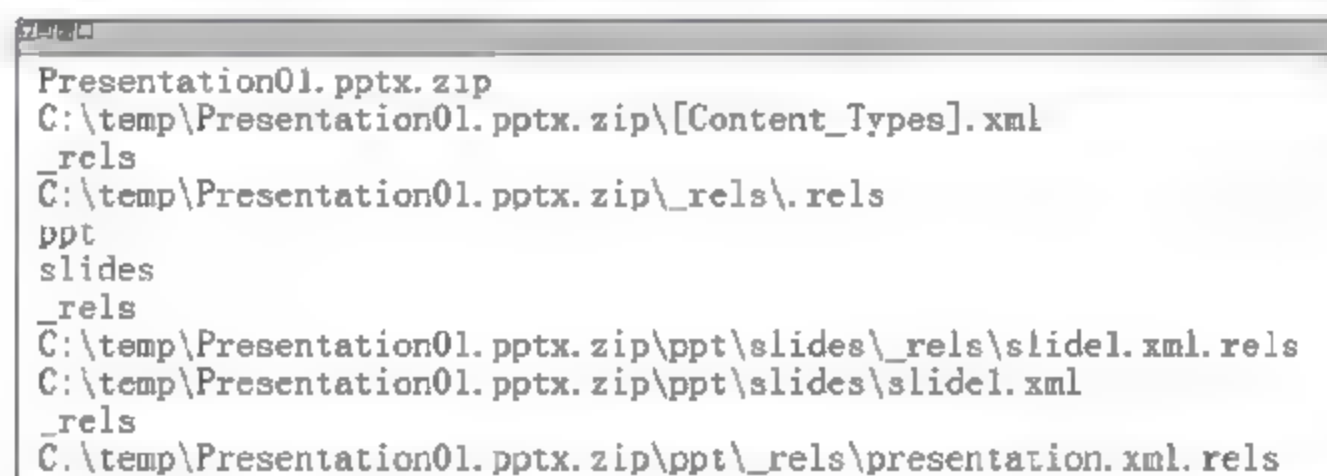 Presentation01.pptx.zip
C:\temp\Presentation01.pptx.zip\[Content_Types].xml
_rels
C:\temp\Presentation01.pptx.zip\_rels\.rels
ppt
slides
_rels
C:\temp\Presentation01.pptx.zip\ppt\slides\_rels\slide1.xml.rels
C:\temp\Presentation01.pptx.zip\ppt\slides\slide1.xml
_rels
C.\temp\Presentation01.pptx.zip\ppt\_rels\presentation.xml.rels